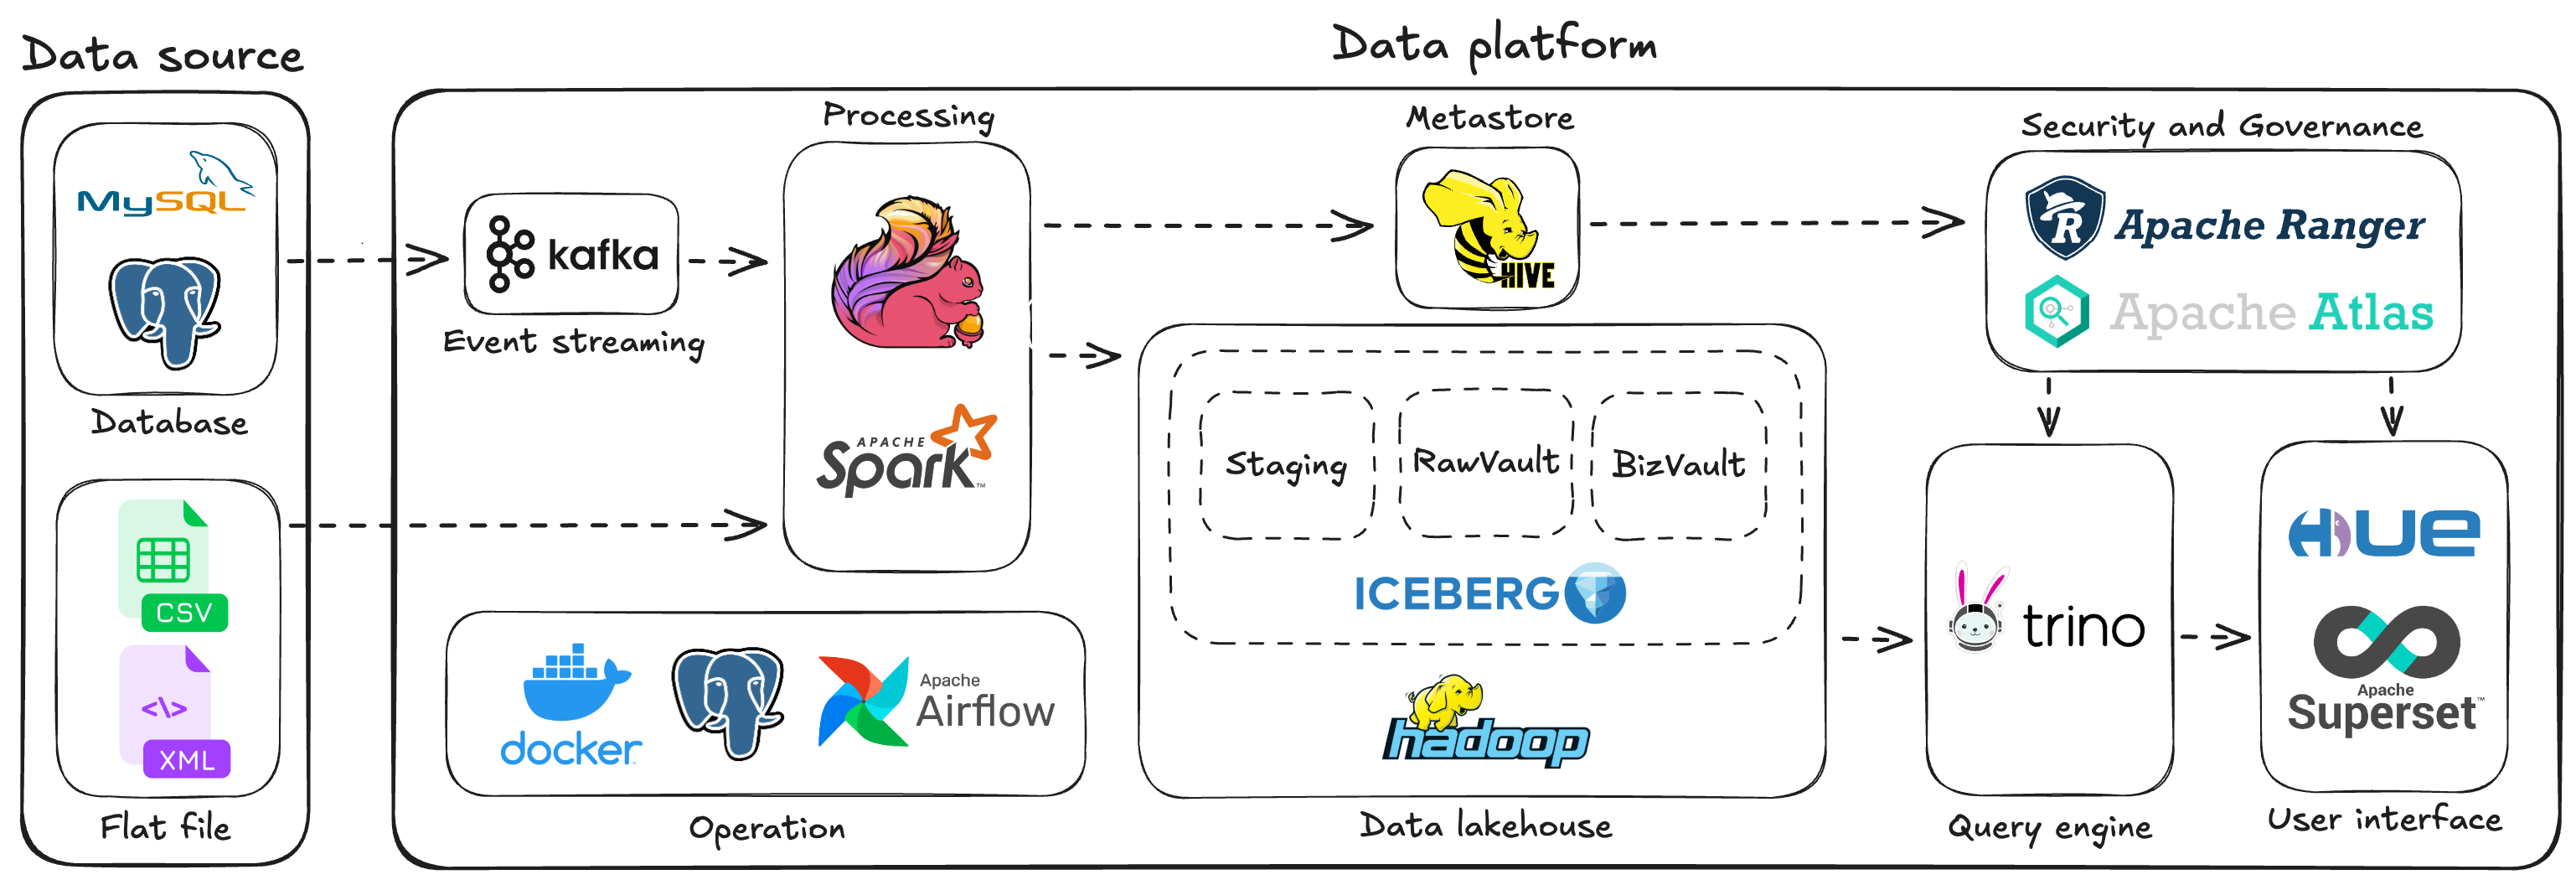 Data source
Data platform
MySQL
Database
CSV
</>
XML
Flat file
kafka
Event streaming
Processing
APACHE
Spark™
docker
Apache
Airflow
Operation
Metastore
HIVE
Staging
RawVault
BizVault
ICEBERG
hadoop
Data lakehouse
Security and Governance
R
Apache Ranger
Apache Atlas
trino
Query engine
HUE
Apache
Superset™
User interface